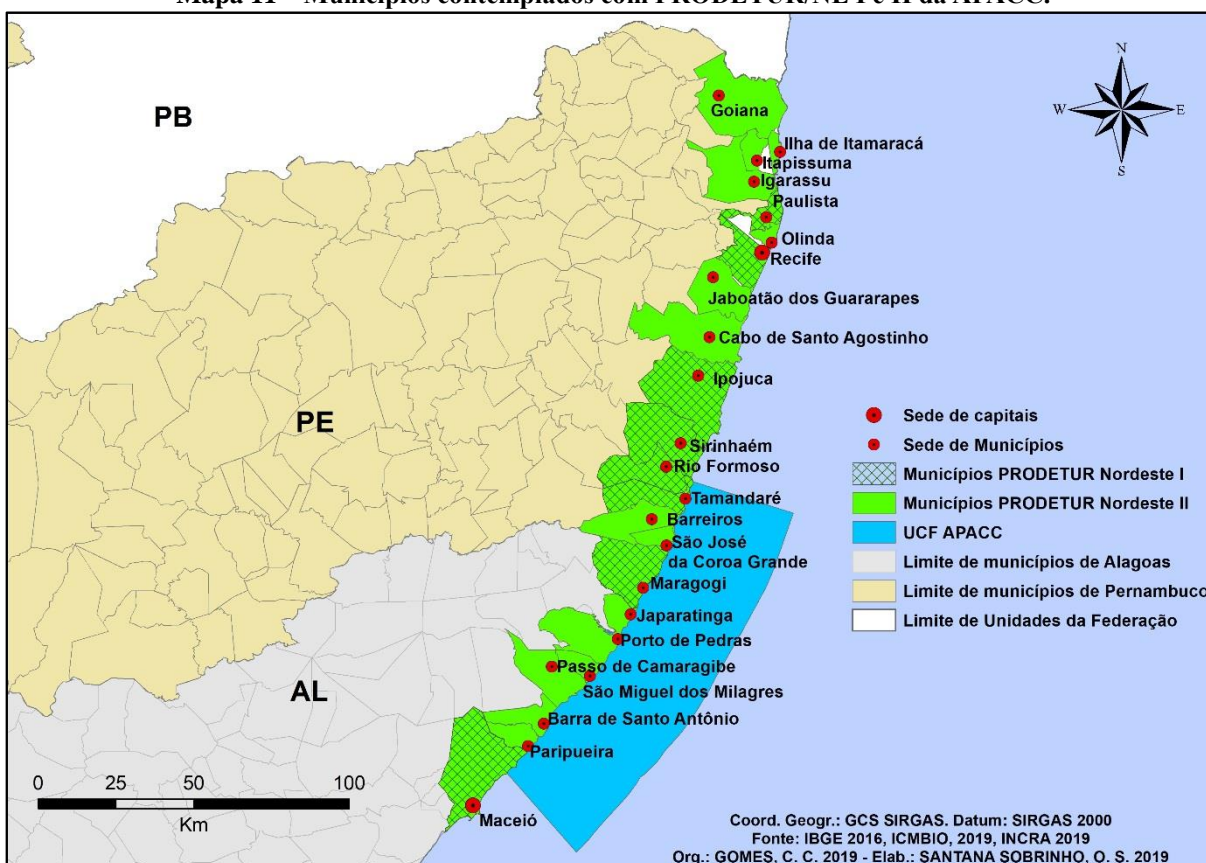 Mapa 11 – Municípios contemplados com PRODETUR/NE I e II da APACC.
N
W
E
S
PB
Goiana
Ilha de Itamaracá
Itapissuma
Igarassu
Paulista
Olinda
Recife
Jaboatão dos Guararapes
Cabo de Santo Agostinho
Ipojuca
PE
Sirinhaém
Rio Formoso
Tamandaré
Barreiros
São José
da Coroa Grande
Maragogi
Japaratinga
Porto de Pedras
Passo de Camaragibe
São Miguel dos Milagres
AL
Barra de Santo Antônio
Paripueira
Maceió
Sede de capitais
Sede de Municípios
Municípios PRODETUR Nordeste I
Municípios PRODETUR Nordeste II
UCF APACC
Limite de municípios de Alagoas
Limite de municípios de Pernambuco
Limite de Unidades da Federação
0 25 50 100
Km
Coord. Geogr.: GCS SIRGAS. Datum: SIRGAS 2000
Fonte: IBGE 2016, ICMBIO, 2019, INCRA 2019
Org.: GOMES, C. C. 2019 - Elab.: SANTANA SOBRINHO, O. S. 2019